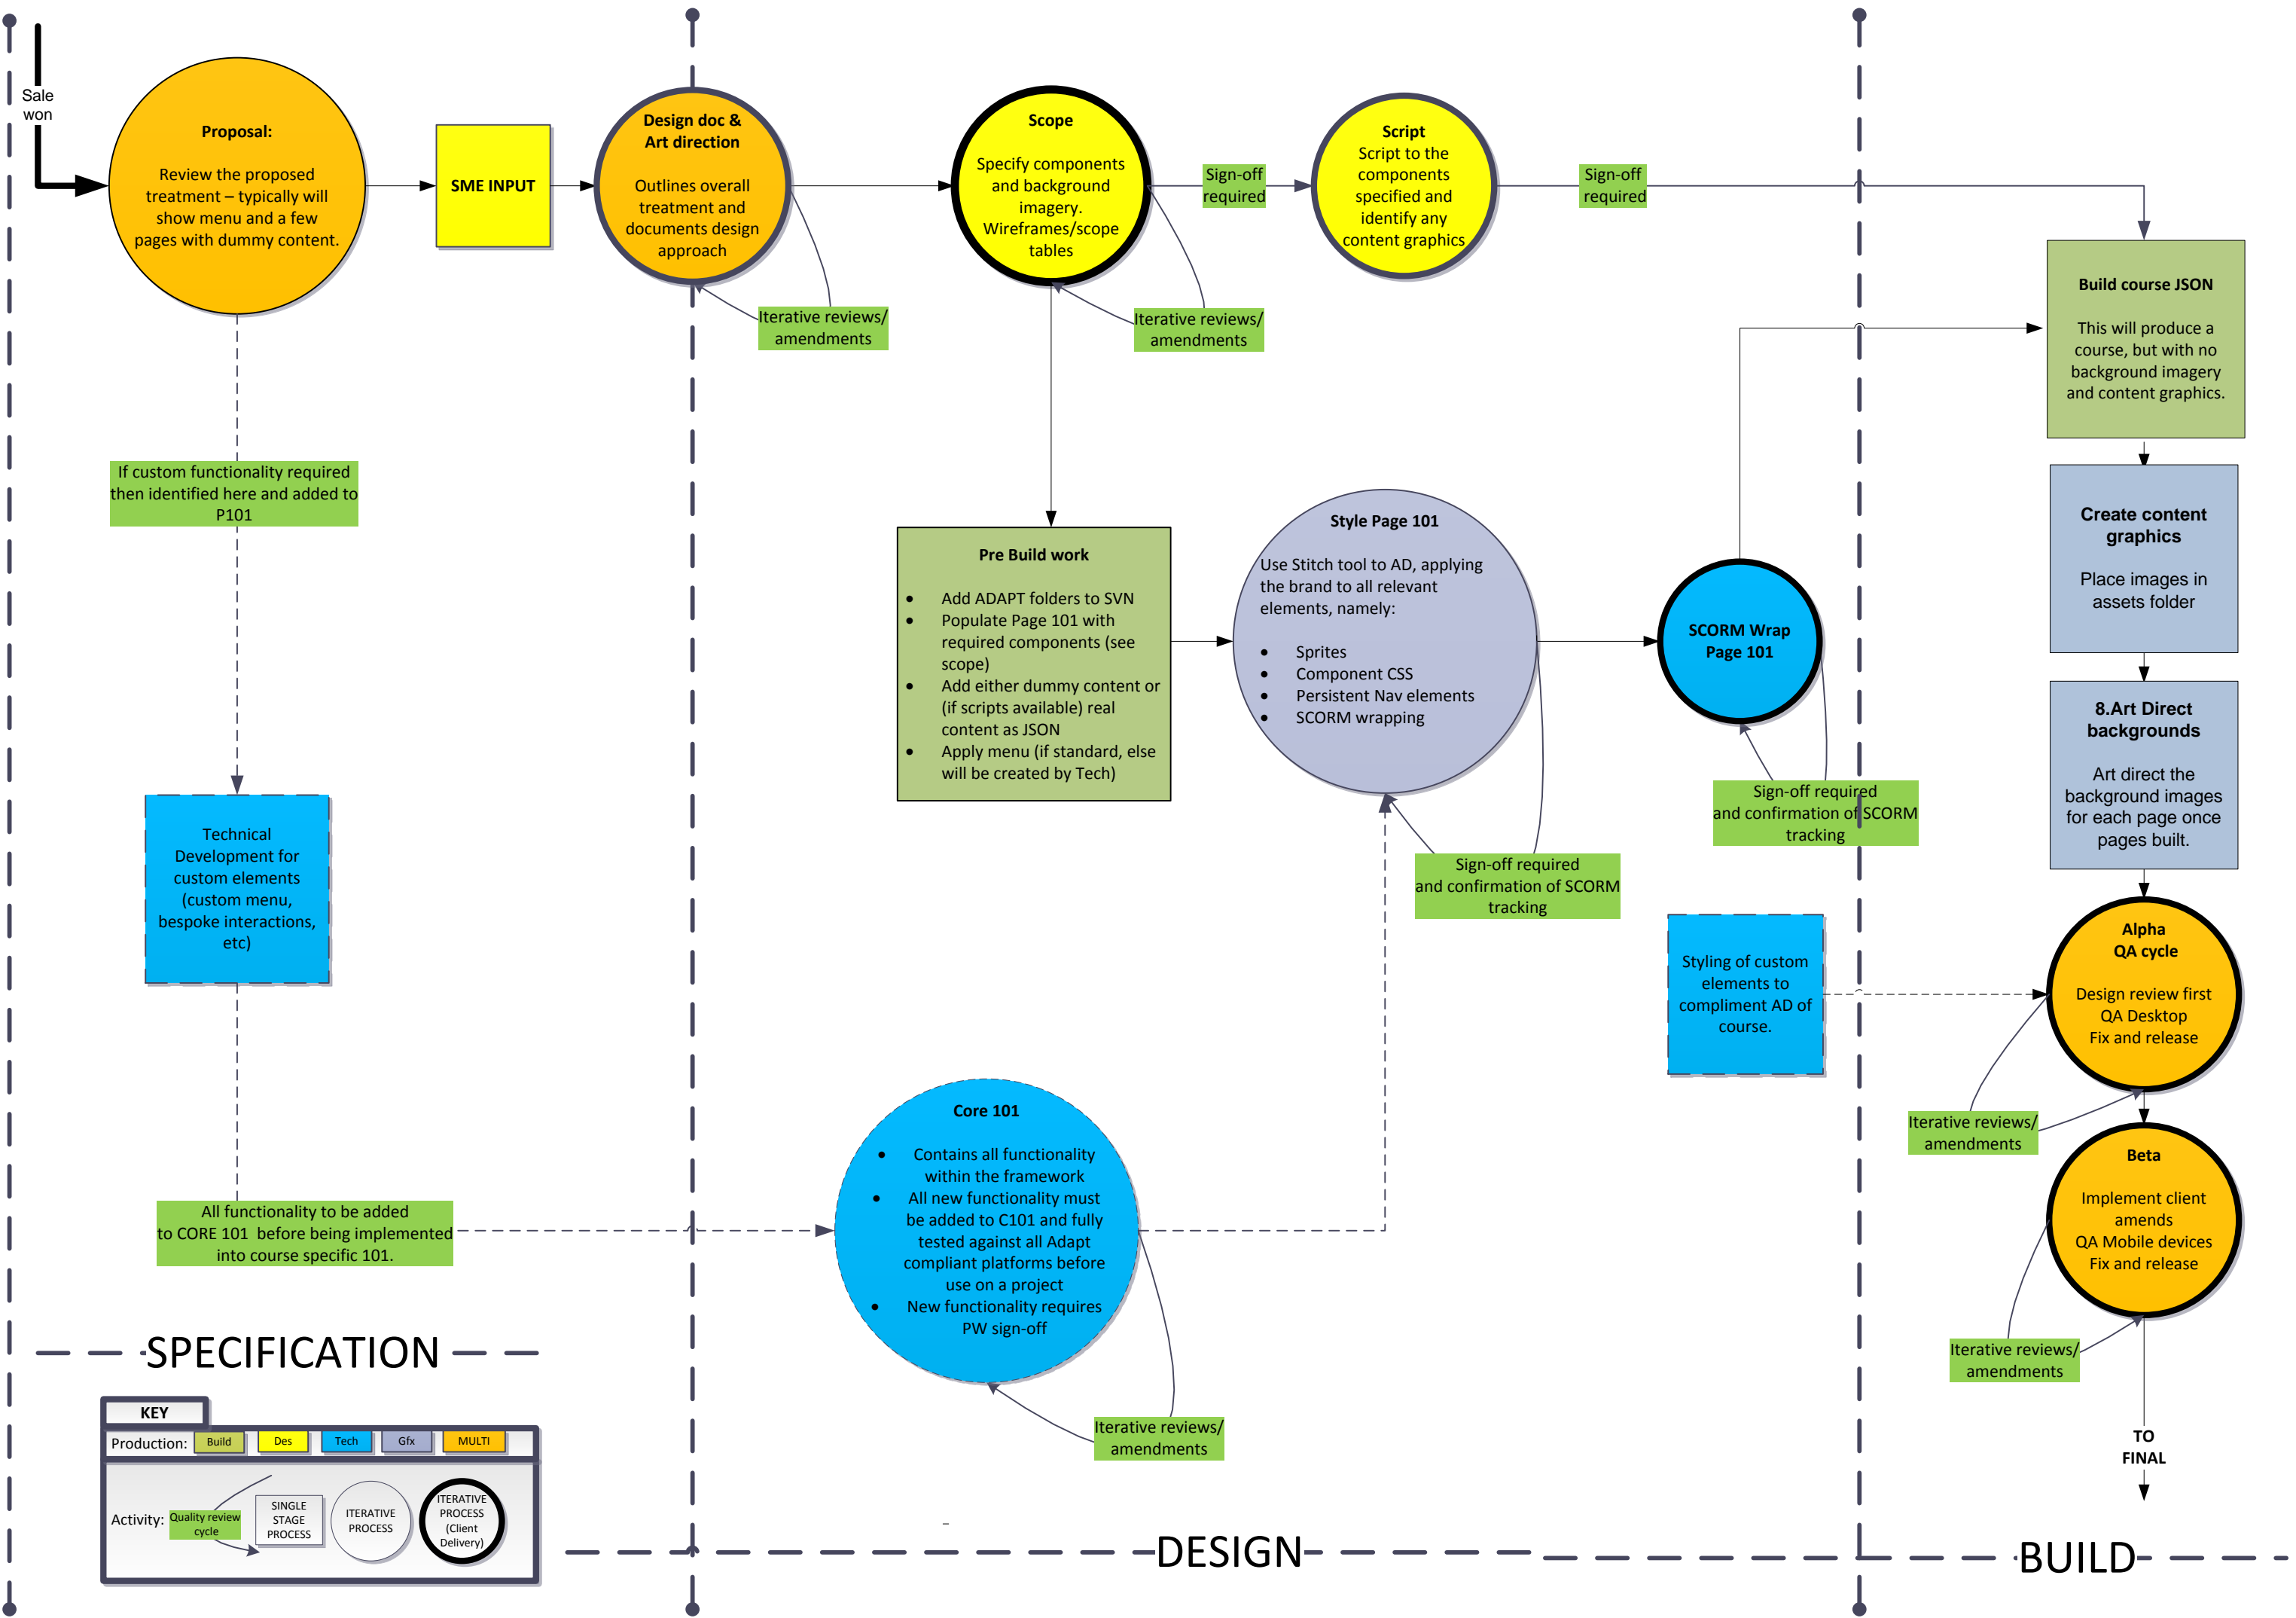 Sale
won
Proposal:
Review the proposed
treatment – typically will
show menu and a few
pages with dummy content.
SME INPUT
Design doc &
Art direction
Outlines overall
treatment and
documents design
approach
Iterative reviews/
amendments
Scope
Specify components
and background
imagery.
Wireframes/scope
tables
Iterative reviews/
amendments
Sign-off
required
Script
Script to the
components
specified and
identify any
content graphics
Sign-off
required
Build course JSON
This will produce a
course, but with no
background imagery
and content graphics.
If custom functionality required
then identified here and added to
P101
Pre Build work
• Add ADAPT folders to SVN
• Populate Page 101 with
required components (see
scope)
• Add either dummy content or
(if scripts available) real
content as JSON
• Apply menu (if standard, else
will be created by Tech)
Style Page 101
Use Stitch tool to AD, applying
the brand to all relevant
elements, namely:
• Sprites
• Component CSS
• Persistent Nav elements
• SCORM wrapping
Sign-off required
and confirmation of SCORM
tracking
SCORM Wrap
Page 101
Sign-off required
and confirmation of SCORM
tracking
Create content
graphics
Place images in
assets folder
8.Art Direct
backgrounds
Art direct the
background images
for each page once
pages built.
Technical
Development for
custom elements
(custom menu,
bespoke interactions,
etc)
Styling of custom
elements to
compliment AD of
course.
Alpha
QA cycle
Design review first
QA Desktop
Fix and release
Iterative reviews/
amendments
Beta
Implement client
amends
QA Mobile devices
Fix and release
Iterative reviews/
amendments
TO
FINAL
All functionality to be added
to CORE 101 before being implemented
into course specific 101.
Core 101
• Contains all functionality
within the framework
• All new functionality must
be added to C101 and fully
tested against all Adapt
compliant platforms before
use on a project
• New functionality requires
PW sign-off
Iterative reviews/
amendments
SPECIFICATION
KEY
Production: Build Des Tech Gfx MULTI
Activity:
Quality review
cycle
SINGLE
STAGE
PROCESS
ITERATIVE
PROCESS
ITERATIVE
PROCESS
(Client
Delivery)
DESIGN
BUILD